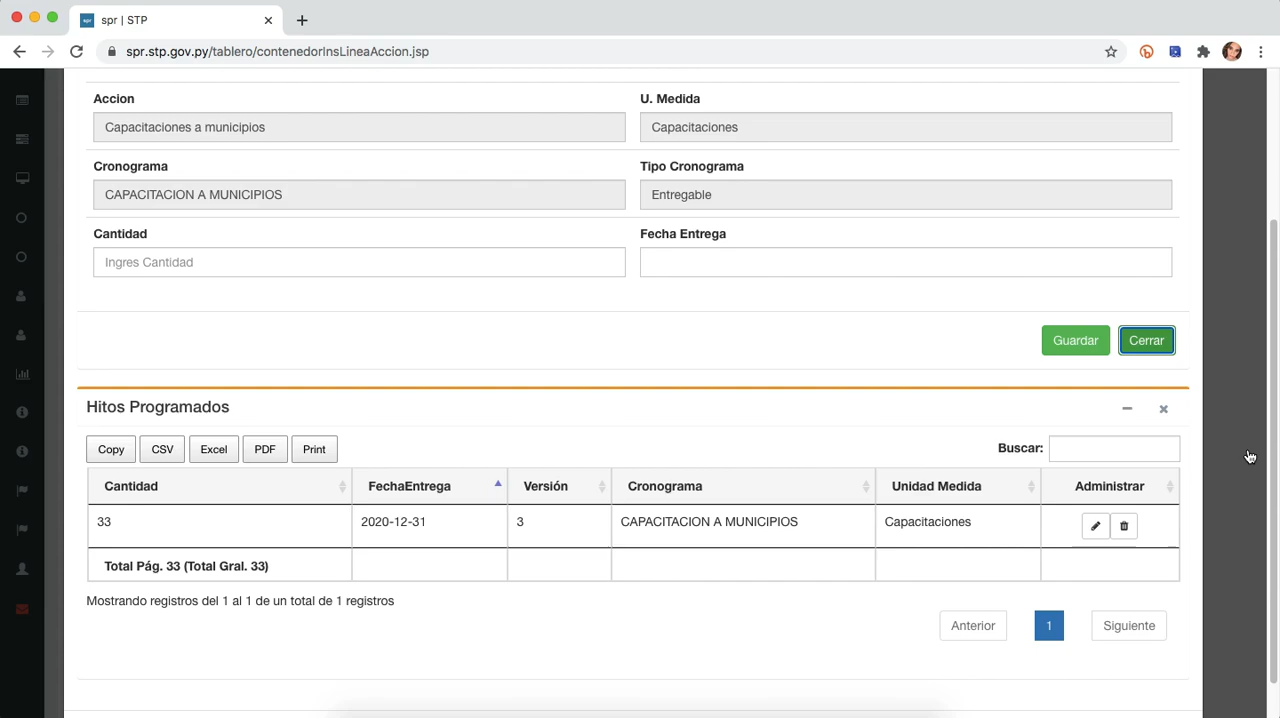 spr | STP
spr.stp.gov.py/tablero/contenedorInsLineaAccion.jsp
Accion
U. Medida
Capacitaciones a municipios
Capacitaciones
Cronograma
Tipo Cronograma
CAPACITACION A MUNICIPIOS
Entregable
Cantidad
Fecha Entrega
Ingres Cantidad
Guardar
Cerrar
Hitos Programados
Copy CSV Excel PDF Print
Buscar:
Cantidad FechaEntrega Versión Cronograma Unidad Medida Administrar
33 2020-12-31 3 CAPACITACION A MUNICIPIOS Capacitaciones
Total Pág. 33 (Total Gral. 33)
Mostrando registros del 1 al 1 de un total de 1 registros
Anterior 1 Siguiente